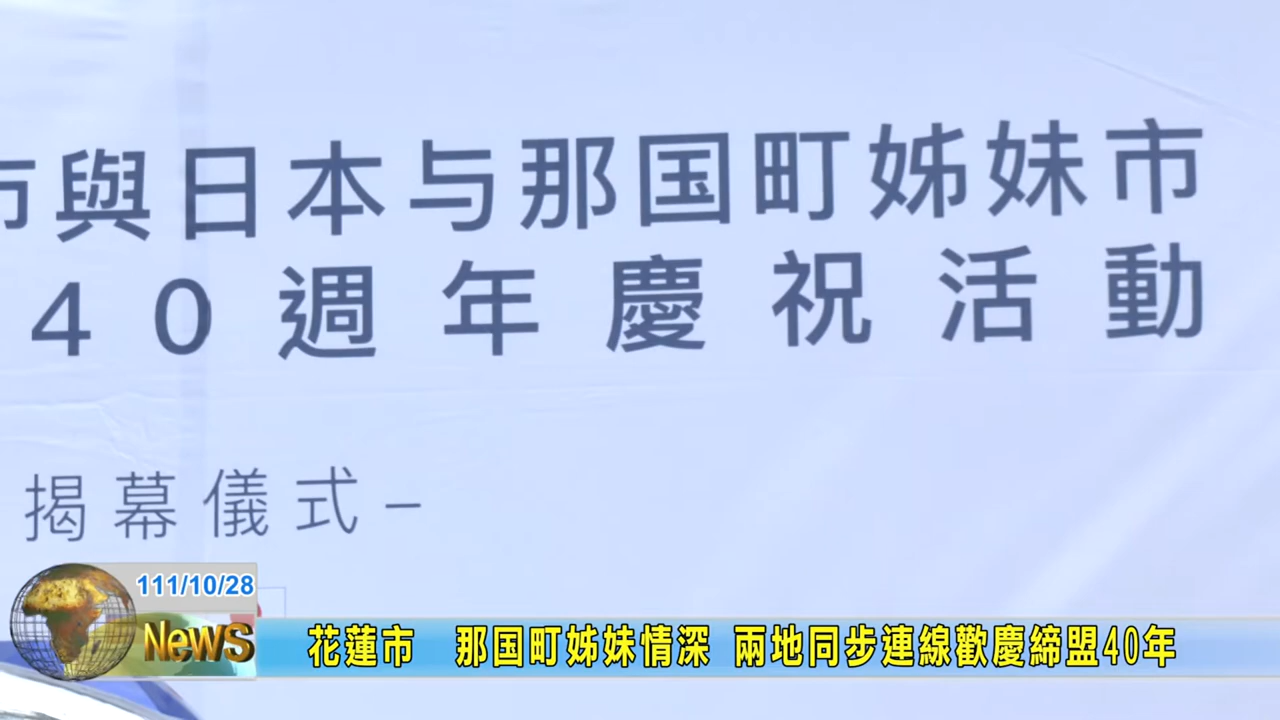 市與日本与那国町姊妹市
40週年慶祝活動
揭幕儀式–
111/10/28
News
花蓮市 那国町姊妹情深 兩地同步連線歡慶締盟40年